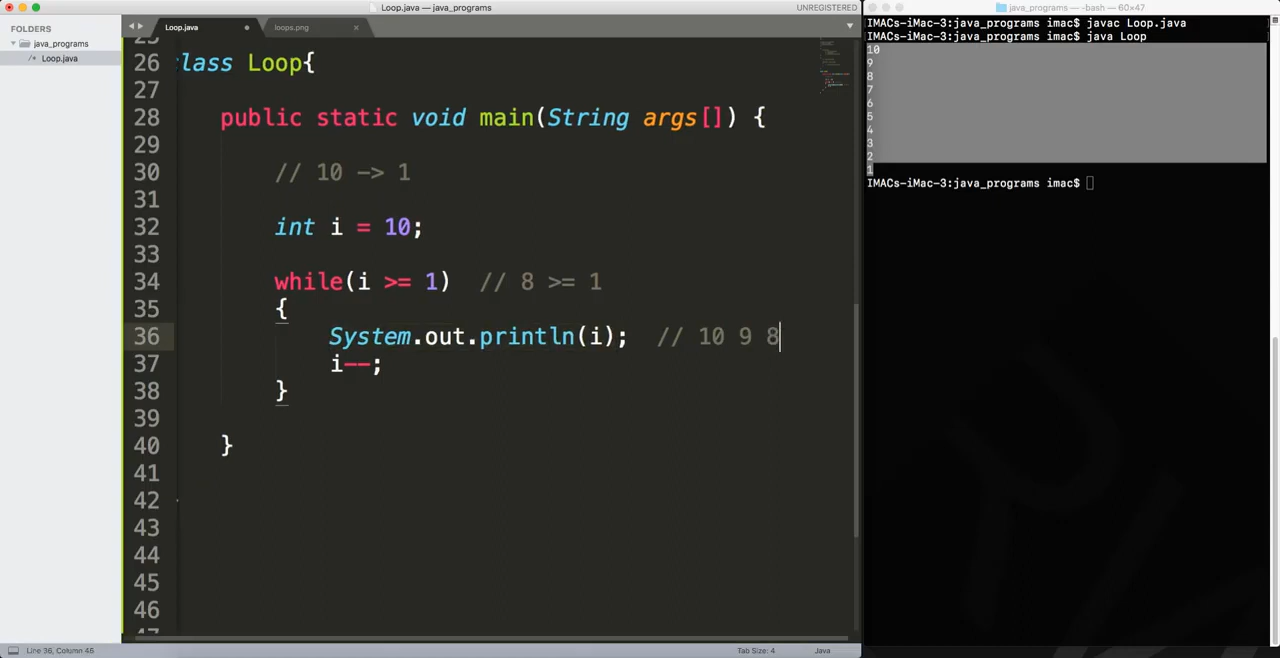 Loop.java — java_programs
UNREGISTERED
FOLDERS
java_programs
Loop.java
Loop.java
loops.png
26 class Loop{
27
28 public static void main(String args[]) {
29
30 // 10 -> 1
31
32 int i = 10;
33
34 while(i >= 1) // 8 >= 1
35 {
36 System.out.println(i); // 10 9 8
37 i--;
38 }
39
40 }
41
42
43
44
45
46
Line 36, Column 46
Tab Size: 4
Java
java_programs — -bash — 60×47
IMACs-iMac-3:java_programs imac$ javac Loop.java
IMACs-iMac-3:java_programs imac$ java Loop
10
9
8
7
6
5
4
3
2
1
IMACs-iMac-3:java_programs imac$